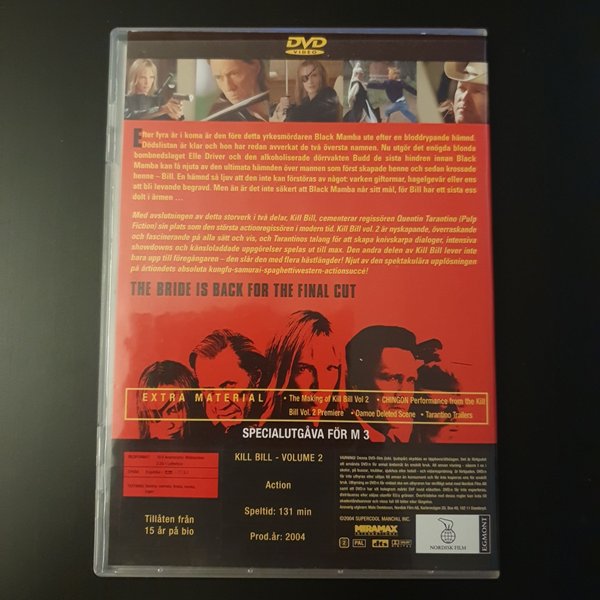 DVD
VIDEO
Efter fyra år i koma är den före detta yrkesmördaren Black Mamba ute efter en bloddrypande hämnd.
Dödslistan är klar och hon har redan avverkat de två översta namnen. Nu utgör det enögda blonda
bombnedslaget Elle Driver och den alkoholiserade dörrvakten Budd de sista hindren innan Black
Mamba kan få njuta av den ultimata hämnden över mannen som först skapade henne och sedan krossade
henne – Bill. En hämnd så ljuv att den inte kan förstöras av något: varken giftormar, hagelgevär eller ens
att bli levande begravd. Men än är det inte säkert att Black Mamba når sitt mål, för Bill har ett sista ess
dolt i ärmen ...
Med avslutningen av detta storverk i två delar, Kill Bill, cementerar regissören Quentin Tarantino (Pulp
Fiction) sin plats som den största actionregissören i modern tid. Kill Bill vol. 2 är nyskapande, överraskande
och fascinerande på alla sätt och vis, och Tarantinos talang för att skapa knivskarpa dialoger, intensiva
showdowns och känsloladdade uppgörelser spelas ut till max. Den andra delen av Kill Bill lever inte
bara upp till föregångaren – den slår den med flera hästlängder! Njut av den spektakulära upplösningen
på årtiondets absoluta kungfu-samurai-spaghettiwestern-actionsuccé!
THE BRIDE IS BACK FOR THE FINAL CUT
EXTRA MATERIAL
• The Making of Kill Bill Vol 2 • CHINGON Performance from the Kill
Bill Vol. 2 Premiere • Damoe Deleted Scene • Tarantino Trailers
SPECIALUTGÅVA FÖR M 3
KILL BILL - VOLUME 2
Action
Speltid: 131 min
Prod.år: 2004
Tillåten från
15 år på bio
©2004 SUPERCOOL MANCHU, INC.
MIRAMAX
INTERNATIONAL
2
PAL
dts
NORDISK FILM
EGMONT